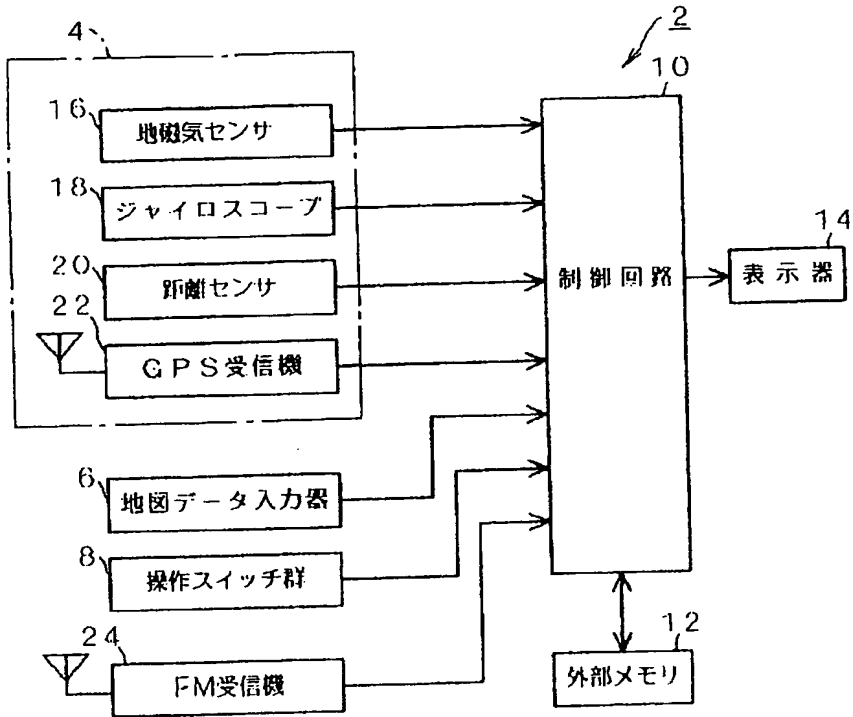 2
4
10
16
地磁気センサ
18
ジャイロスコープ
14
20
距離センサ
制御回路
表示器
22
GPS受信機
6
地図データ入力器
8
操作スイッチ群
24
12
FM受信機
外部メモリ